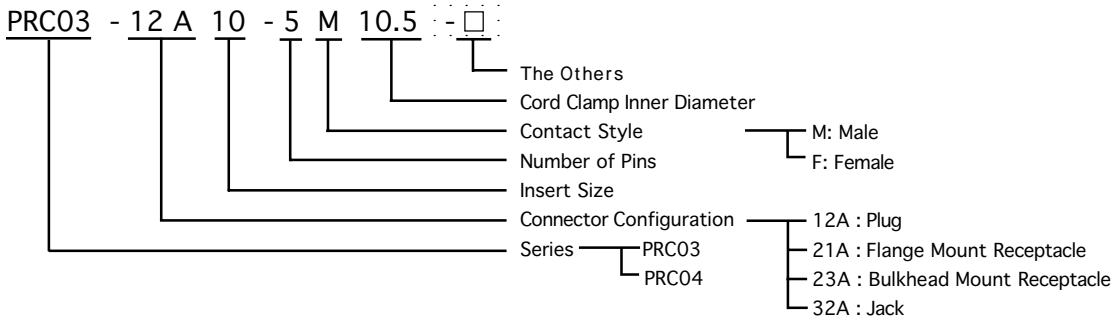 PRC03 - 12 A 10 - 5 M 10.5 - □
The Others
Cord Clamp Inner Diameter
Contact Style M: Male
Number of Pins F: Female
Insert Size
Connector Configuration 12A : Plug
Series PRC03 21A : Flange Mount Receptacle
PRC04 23A : Bulkhead Mount Receptacle
32A : Jack